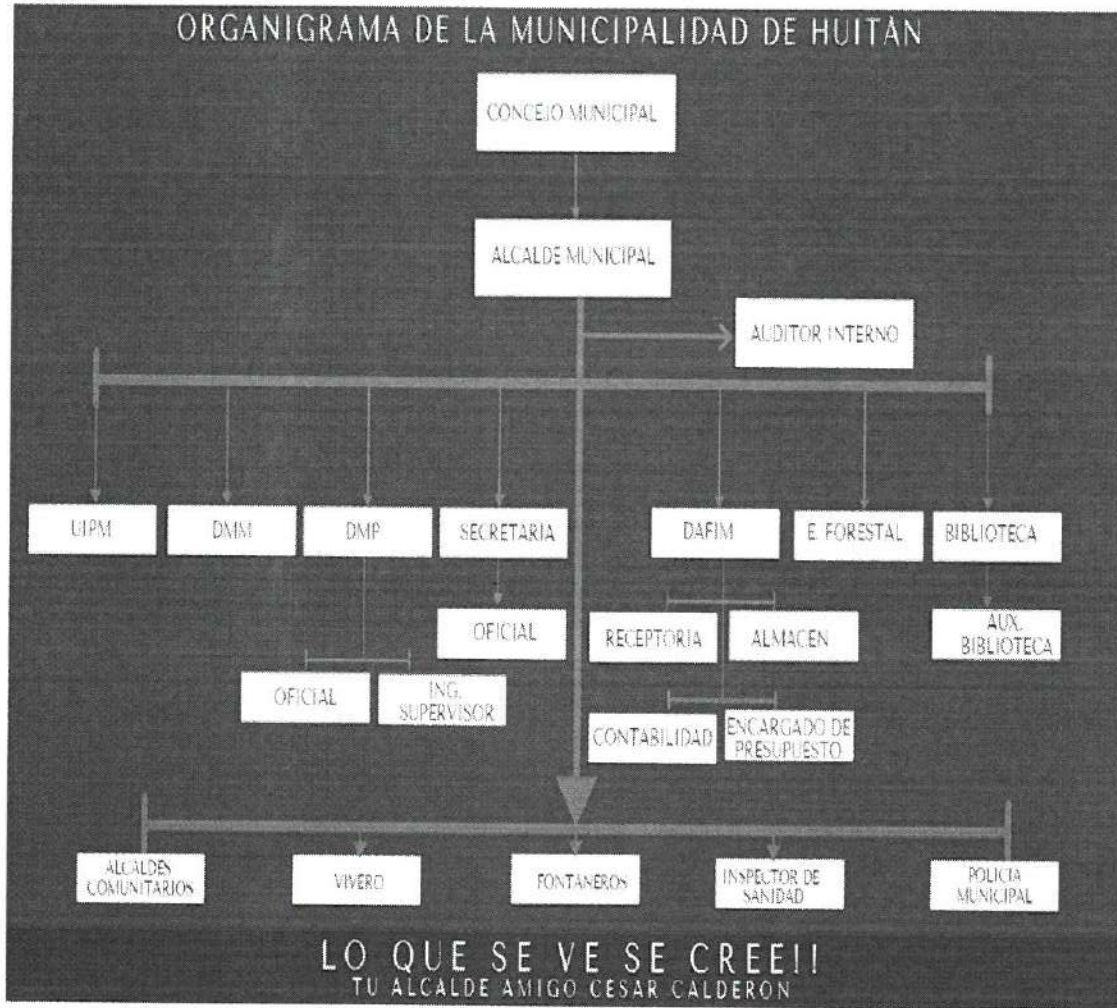 ORGANIGRAMA DE LA MUNICIPALIDAD DE HUITÁN
CONCEJO MUNICIPAL
ALCALDE MUNICIPAL
AUDITOR INTERNO
UIPM
DMM
DMP
SECRETARIA
DAFIM
E. FORESTAL
BIBLIOTECA
OFICIAL
RECEPTORIA
ALMACEN
AUX.
BIBLIOTECA
OFICIAL
ING.
SUPERVISOR
CONTABILIDAD
ENCARGADO DE
PRESUPUESTO
ALCALDES
COMUNITARIOS
VIVERO
FONTANEROS
INSPECTOR DE
SANIDAD
POLICIA
MUNICIPAL
LO QUE SE VE SE CREE!!
TU ALCALDE AMIGO CESAR CALDERON